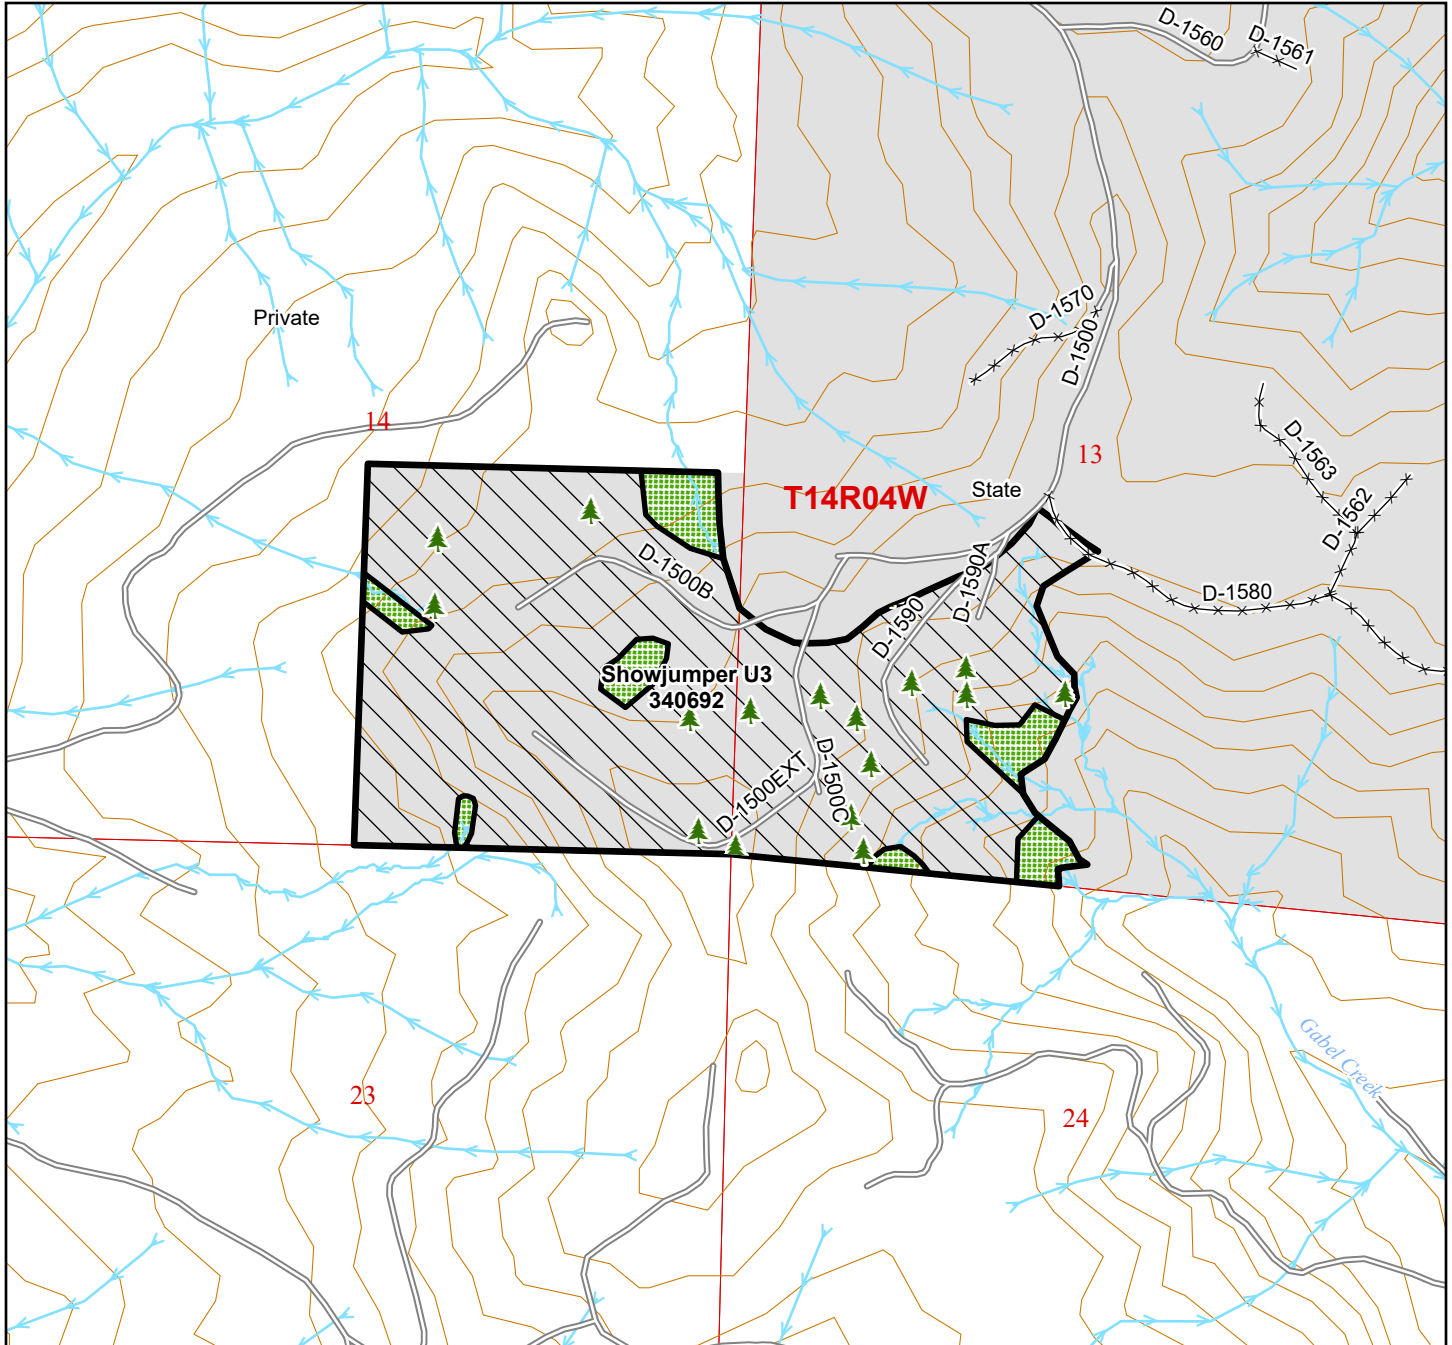 D-1560
D-1561
D-1570
D-1500
Private
14
13
D-1563
T14R04W
State
D-1562
D-1500B
D-1590A
D-1580
D-1590
Showjumper U3
340692
D-1500EXT
D-1500C
Gabel Creek
23
24